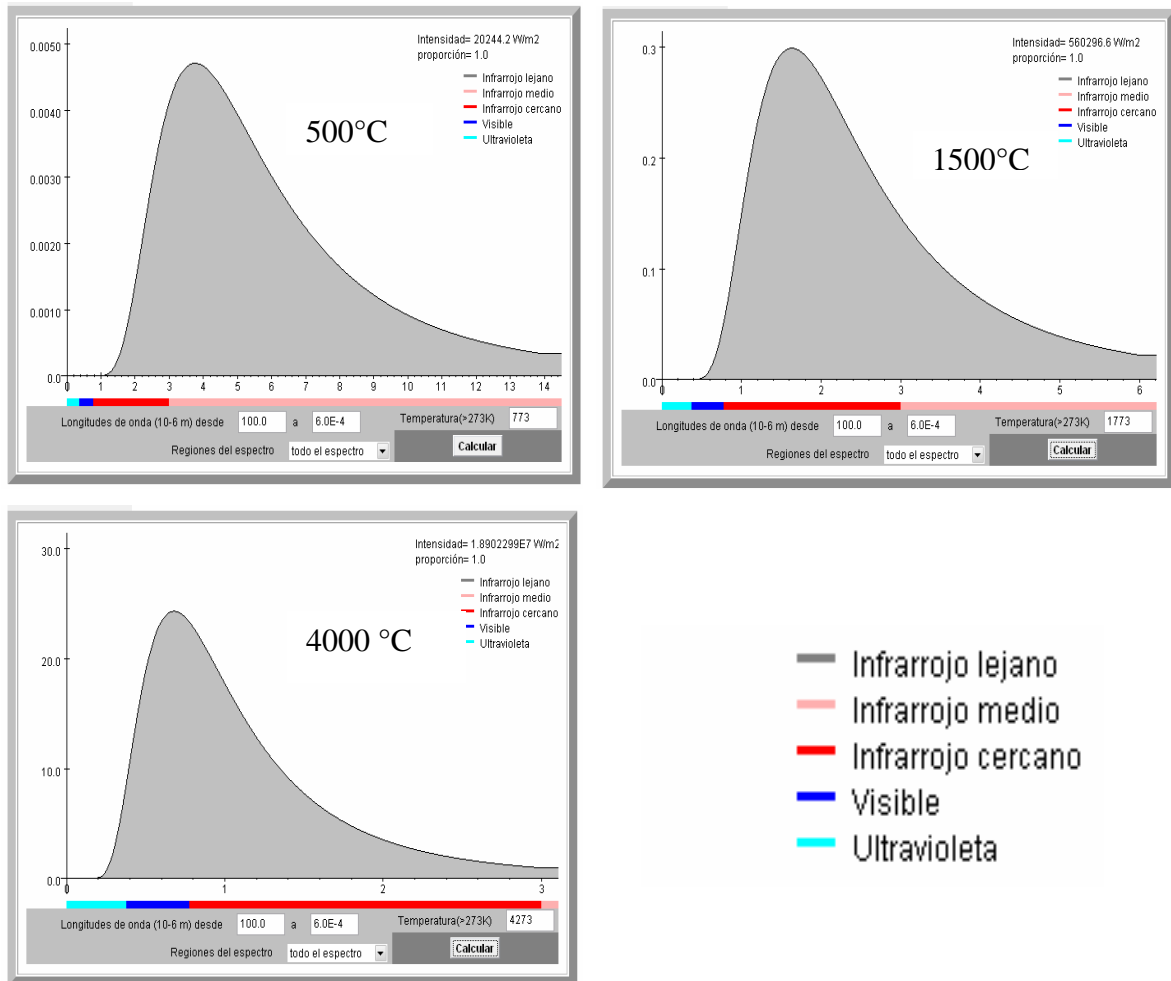 Intensidad= 20244.2 W/m2
proporción= 1.0
Infrarrojo lejano
Infrarrojo medio
Infrarrojo cercano
Visible
Ultravioleta
500°C
0.0050
0.0040
0.0030
0.0020
0.0010
0.0
0 1 2 3 4 5 6 7 8 9 10 11 12 13 14
Longitudes de onda (10-6 m) desde 100.0 a 6.0E-4 Temperatura(>273K) 773
Regiones del espectro todo el espectro Calcular
Intensidad= 560296.6 W/m2
proporción= 1.0
Infrarrojo lejano
Infrarrojo medio
Infrarrojo cercano
Visible
Ultravioleta
1500°C
0.3
0.2
0.1
0.0
0 1 2 3 4 5 6
Longitudes de onda (10-6 m) desde 100.0 a 6.0E-4 Temperatura(>273K) 1773
Regiones del espectro todo el espectro Calcular
Intensidad= 1.8902299E7 W/m2
proporción= 1.0
Infrarrojo lejano
Infrarrojo medio
Infrarrojo cercano
Visible
Ultravioleta
4000 °C
30.0
20.0
10.0
0.0
0 1 2 3
Longitudes de onda (10-6 m) desde 100.0 a 6.0E-4 Temperatura(>273K) 4273
Regiones del espectro todo el espectro Calcular
Infrarrojo lejano
Infrarrojo medio
Infrarrojo cercano
Visible
Ultravioleta